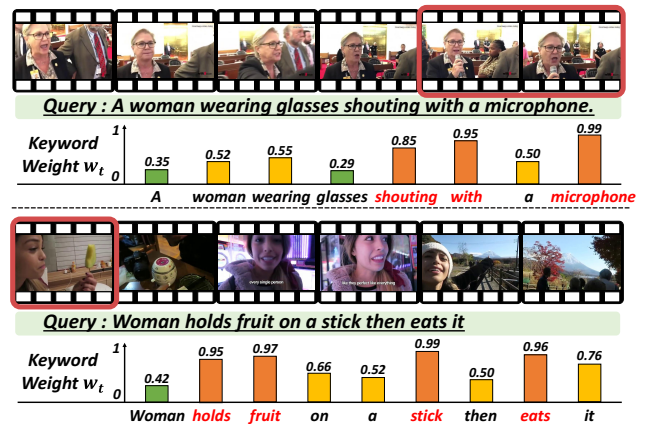 Query : A woman wearing glasses shouting with a microphone.
Keyword
Weight w_t
1
0
0.35 0.52 0.55 0.29 0.85 0.95 0.50 0.99
A woman wearing glasses shouting with a microphone
every single person
Query : Woman holds fruit on a stick then eats it
Keyword
Weight w_t
1
0
0.42 0.95 0.97 0.66 0.52 0.99 0.50 0.96 0.76
Woman holds fruit on a stick then eats it